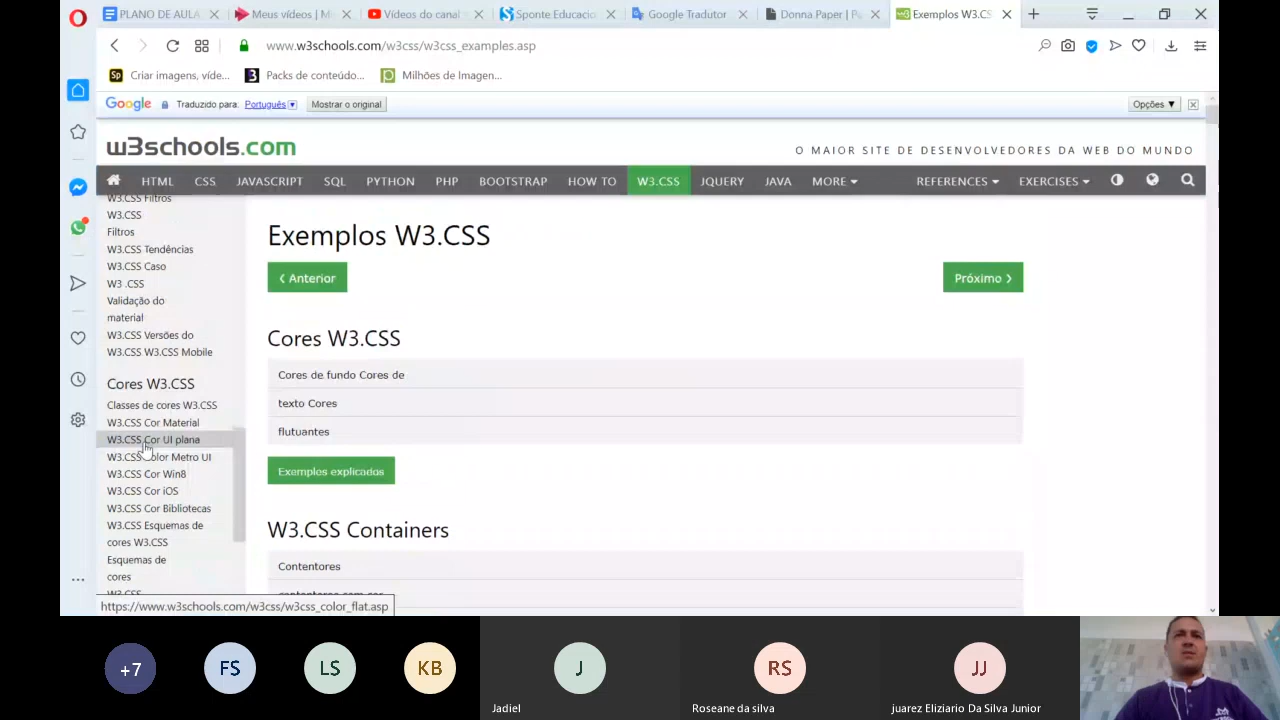 PLANO DE AULA
Meus vídeos | M
Vídeos do canal
Sponte Educacio
Google Tradutor
Donna Paper | Pa
Exemplos W3.CS
www.w3schools.com/w3css/w3css_examples.asp
Sp Criar imagens, víde...
Packs de conteúdo...
Milhões de Imagen...
Google Traduzido para: Português Mostrar o original Opções ▼
w3schools.com
O MAIOR SITE DE DESENVOLVEDORES DA WEB DO MUNDO
HTML CSS JAVASCRIPT SQL PYTHON PHP BOOTSTRAP HOW TO W3.CSS JQUERY JAVA MORE REFERENCES EXERCISES
W3.CSS Filtros
W3.CSS
Filtros
W3.CSS Tendências
W3.CSS Caso
W3 .CSS
Validação do
material
W3.CSS Versões do
W3.CSS W3.CSS Mobile
Cores W3.CSS
Classes de cores W3.CSS
W3.CSS Cor Material
W3.CSS Cor UI plana
W3.CSS Color Metro UI
W3.CSS Cor Win8
W3.CSS Cor iOS
W3.CSS Cor Bibliotecas
W3.CSS Esquemas de
cores W3.CSS
Esquemas de
cores
W3.CSS
https://www.w3schools.com/w3css/w3css_color_flat.asp
Exemplos W3.CSS
❮ Anterior
Próximo ❯
Cores W3.CSS
Cores de fundo Cores de
texto Cores
flutuantes
Exemplos explicados
W3.CSS Containers
Contentores
contentores com cor
+7
FS
LS
KB
J
Jadiel
RS
Roseane da silva
JJ
juarez Eliziario Da Silva Junior